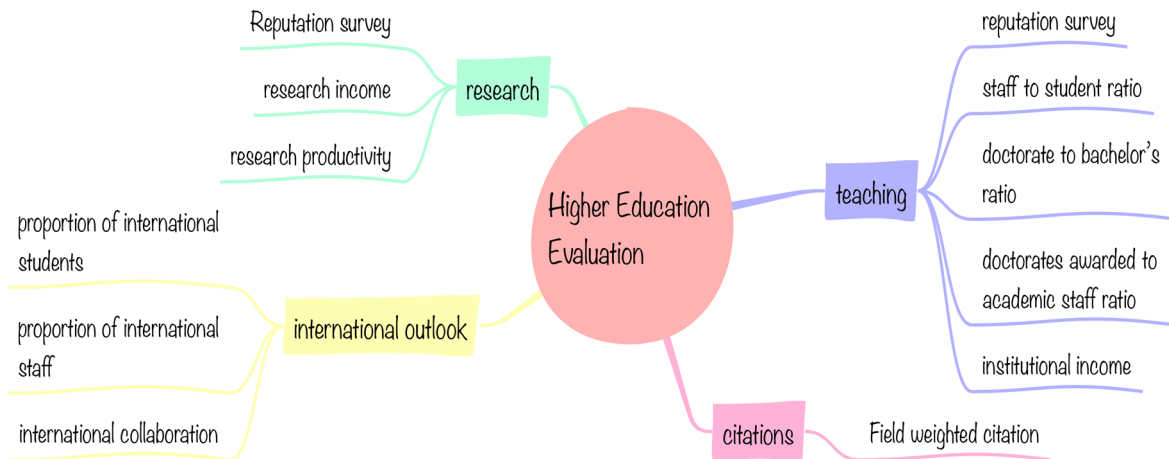 Higher Education
Evaluation
research
Reputation survey
research income
research productivity
international outlook
proportion of international
students
proportion of international
staff
international collaboration
teaching
reputation survey
staff to student ratio
doctorate to bachelor's
ratio
doctorates awarded to
academic staff ratio
institutional income
citations
Field weighted citation